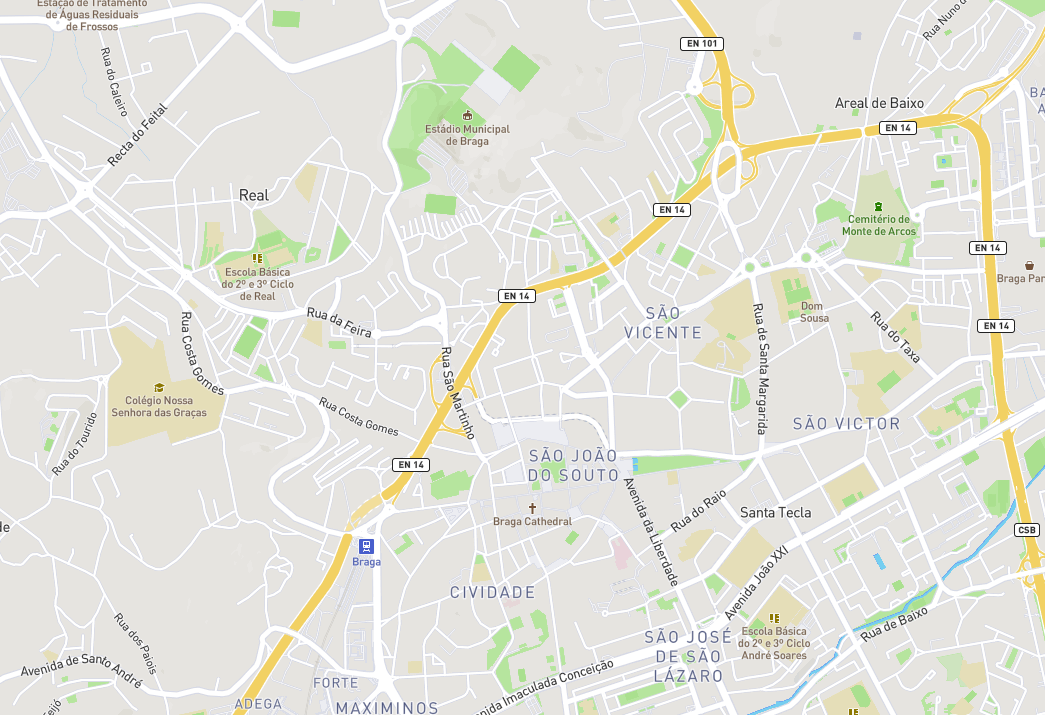 Estação de Tratamento
de Águas Residuais
de Frossos
EN 101
Rua Nuno
Rua do Caleiro
Recta do Feital
Areal de Baixo
EN 14
Estádio Municipal
de Braga
Real
EN 14
Cemitério de
Monte de Arcos
EN 14
Escola Básica
do 2º e 3º Ciclo
de Real
Braga Par
EN 14
Rua da Feira
SÃO
VICENTE
Dom
Sousa
EN 14
Rua do Taxa
Rua Costa Gomes
Rua de Santa Margarida
Rua São Martinho
Colégio Nossa
Senhora das Graças
Rua Costa Gomes
Rua do Tourido
SÃO VICTOR
EN 14
SÃO JOÃO
DO SOUTO
Avenida da Liberdade
Rua do Raio
Santa Tecla
Braga Cathedral
CSB
Braga
Avenida João XXI
CIVIDADE
Rua de Baixo
Rua dos Paiois
SÃO JOSÉ
DE SÃO
LÁZARO
Escola Básica
do 2º e 3º Ciclo
André Soares
Avenida de Santo André
FORTE
ADEGA
MAXIMINOS
nida Imaculada Conceição